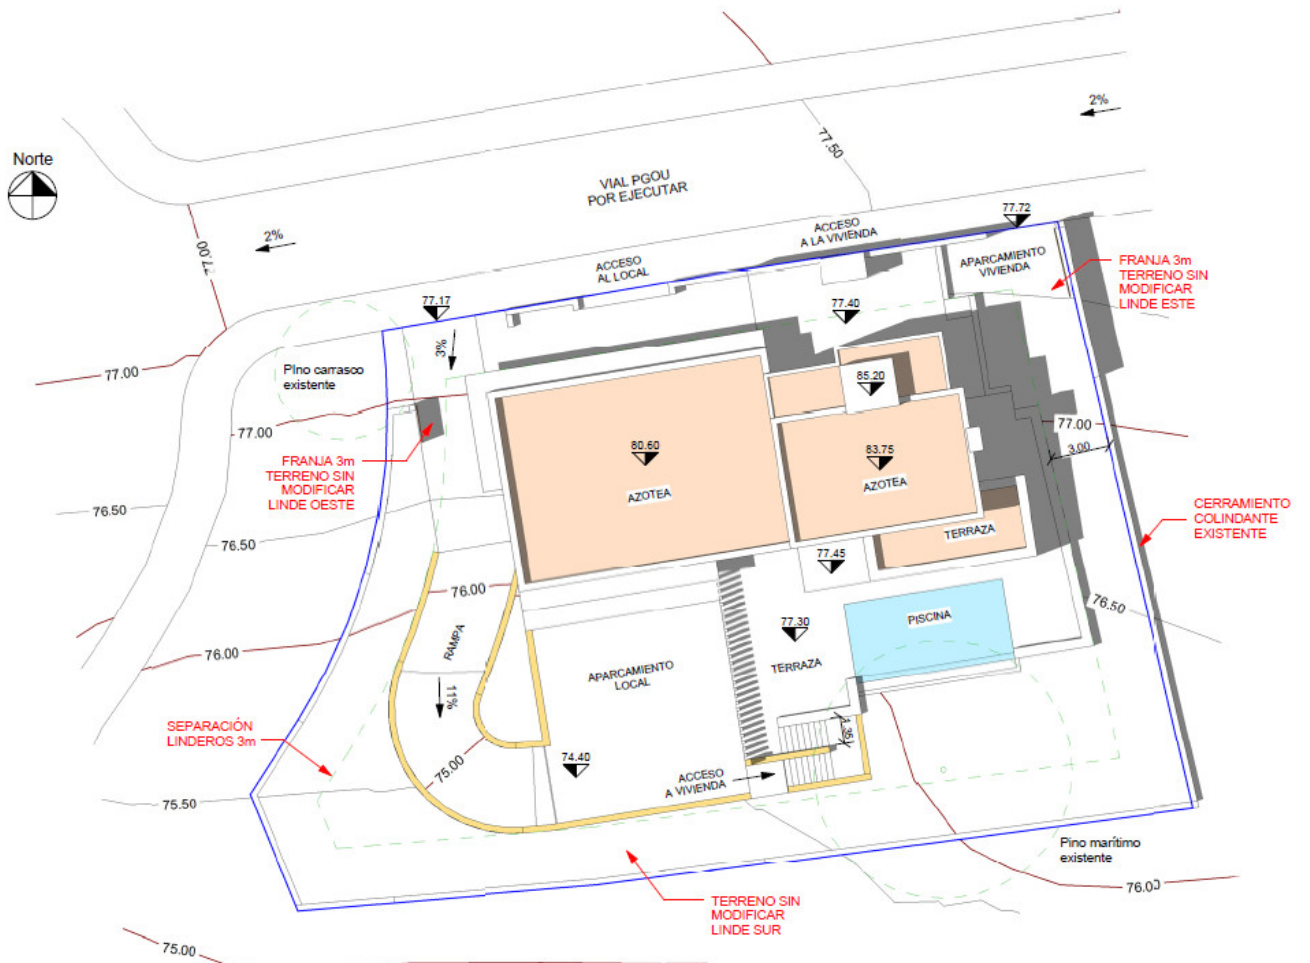 2%
77.50
Norte
VIAL PGOU
POR EJECUTAR
77.72
ACCESO
A LA VIVIENDA
2%
77.00
ACCESO
AL LOCAL
APARCAMIENTO
VIVIENDA
FRANJA 3m
TERRENO SIN
MODIFICAR
LINDE ESTE
77.17
77.40
3%
77.00
PIno carrasco
existente
85.20
77.00
77.00
3.00
80.60
AZOTEA
83.75
AZOTEA
FRANJA 3m
TERRENO SIN
MODIFICAR
LINDE OESTE
CERRAMIENTO
COLINDANTE
EXISTENTE
76.50
76.50
TERRAZA
77.45
76.00
76.50
RAMPA
PISCINA
77.30
TERRAZA
76.00
APARCAMIENTO
LOCAL
11%
SEPARACIÓN
LINDEROS 3m
1.35
75.00
74.40
ACCESO
A VIVIENDA
75.50
Pino marítimo
existente
76.00
TERRENO SIN
MODIFICAR
LINDE SUR
75.00